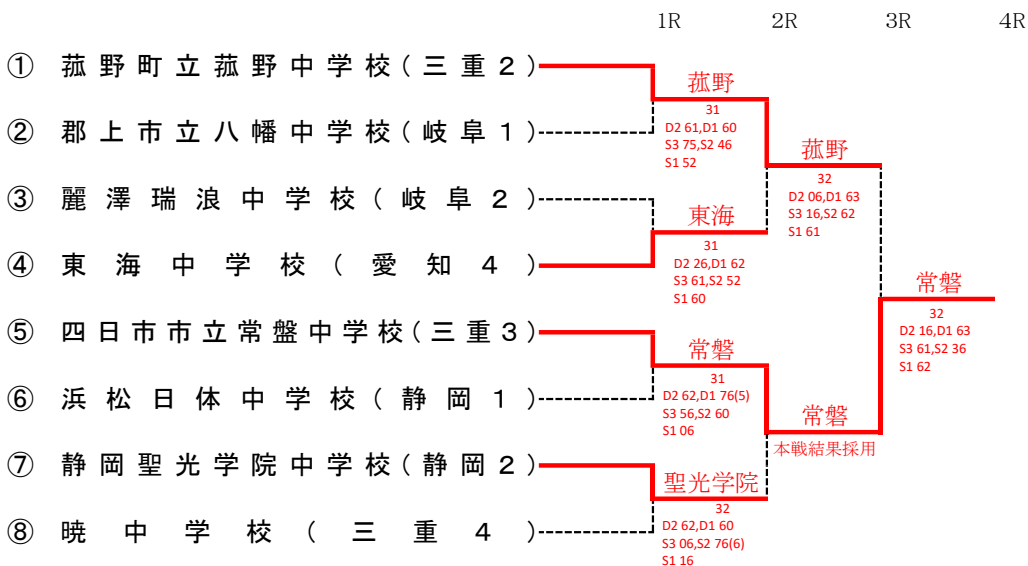 1R 2R 3R 4R
① 菰野町立菰野中学校(三重2)
② 郡上市立八幡中学校(岐阜1)
③ 麗澤瑞浪中学校(岐阜2)
④ 東海中学校(愛知4)
⑤ 四日市市立常盤中学校(三重3)
⑥ 浜松日体中学校(静岡1)
⑦ 静岡聖光学院中学校(静岡2)
⑧ 暁中学校(三重4)
菰野
31
D2 61,D1 60
S3 75,S2 46
S1 52
東海
31
D2 26,D1 62
S3 61,S2 52
S1 60
常磐
31
D2 62,D1 76(5)
S3 56,S2 60
S1 06
聖光学院
32
D2 62,D1 60
S3 06,S2 76(6)
S1 16
菰野
32
D2 06,D1 63
S3 16,S2 62
S1 61
常磐
本戦結果採用
常磐
32
D2 16,D1 63
S3 61,S2 36
S1 62